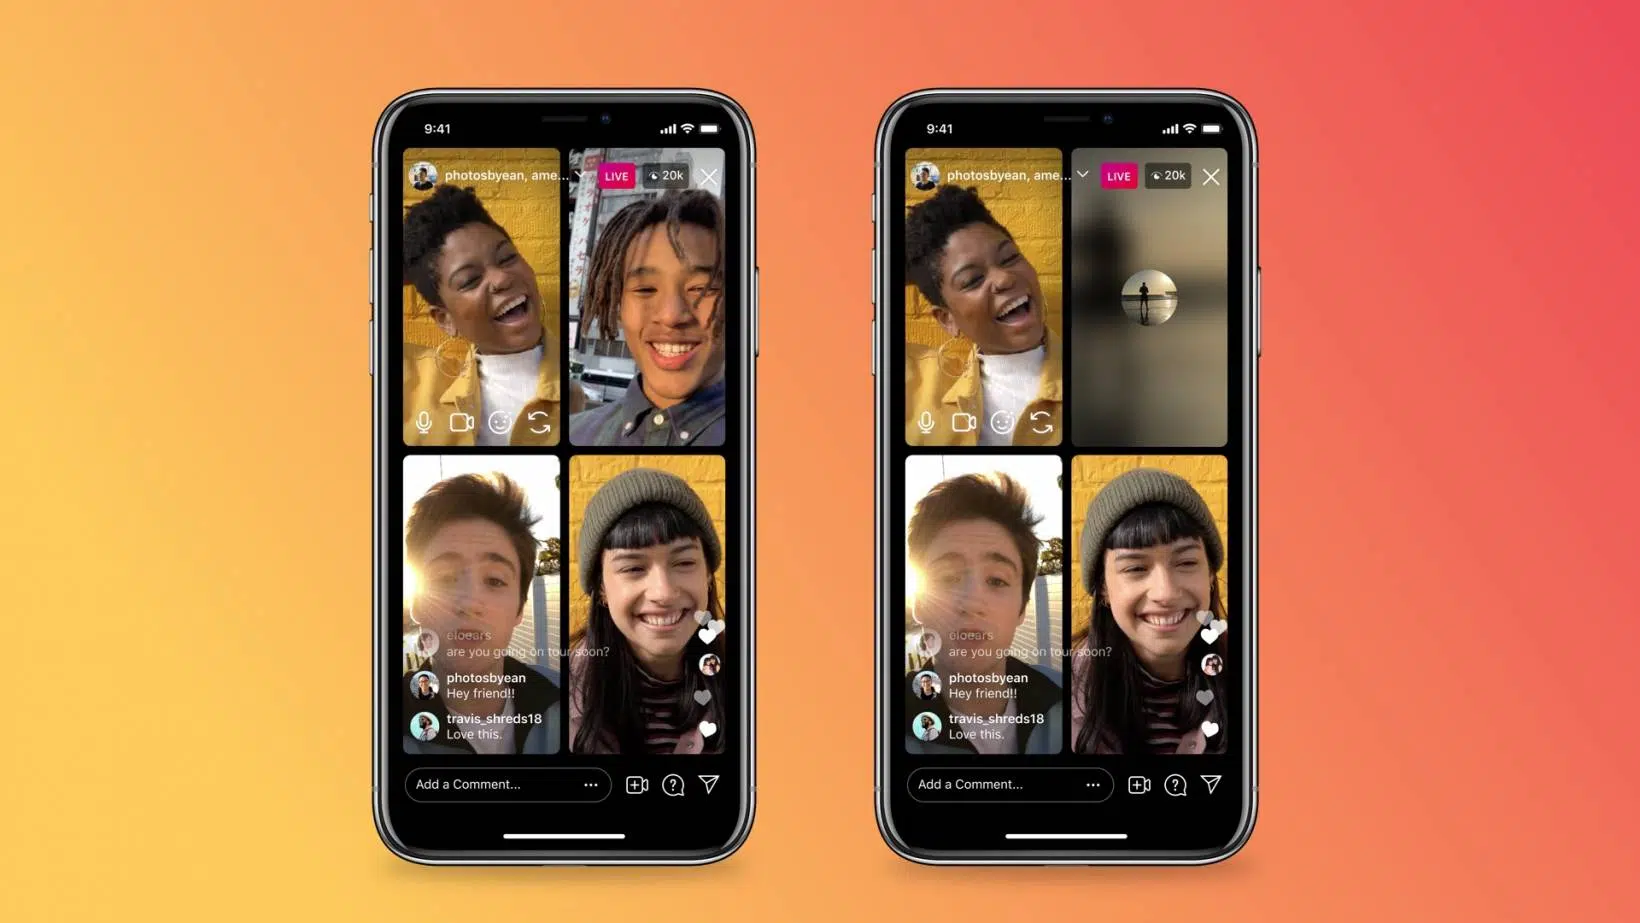 9:41
photosbyean, ame...
LIVE
20k
eloears
are you going on tour soon?
photosbyean
Hey friend!!
travis_shreds18
Love this.
Add a Comment...
9:41
photosbyean, ame...
LIVE
20k
eloears
are you going on tour soon?
photosbyean
Hey friend!!
travis_shreds18
Love this.
Add a Comment...